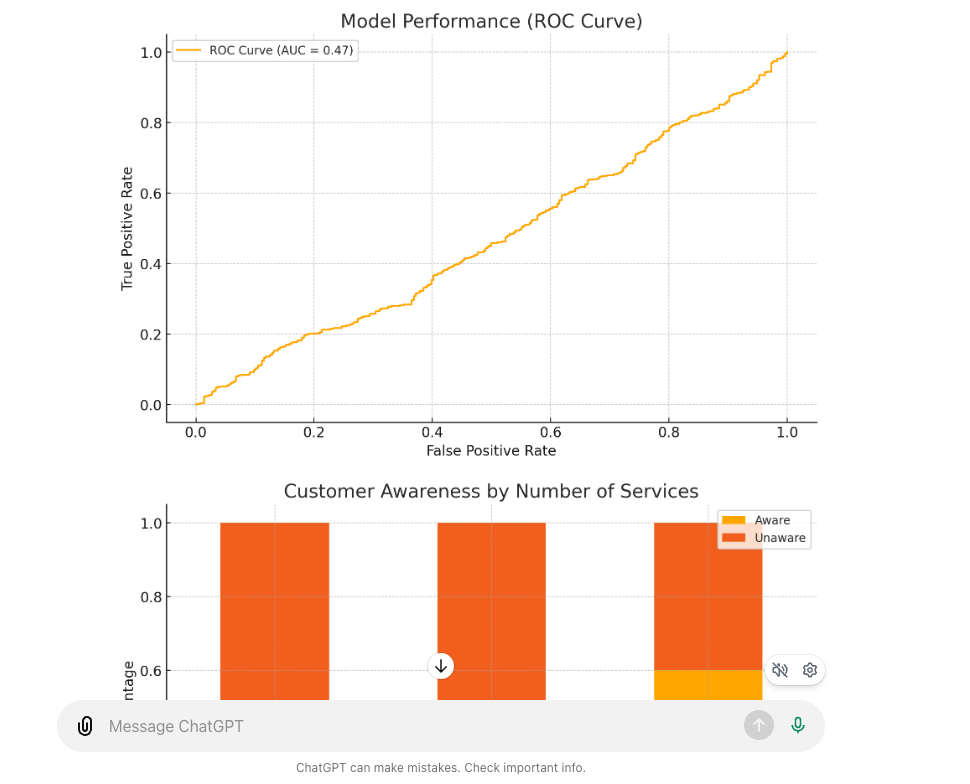 Model Performance (ROC Curve)
ROC Curve (AUC = 0.47)
1.0
0.8
0.6
0.4
0.2
0.0
True Positive Rate
0.0 0.2 0.4 0.6 0.8 1.0
False Positive Rate
Customer Awareness by Number of Services
Aware
Unaware
1.0
0.8
0.6
ntage
Message ChatGPT
ChatGPT can make mistakes. Check important info.